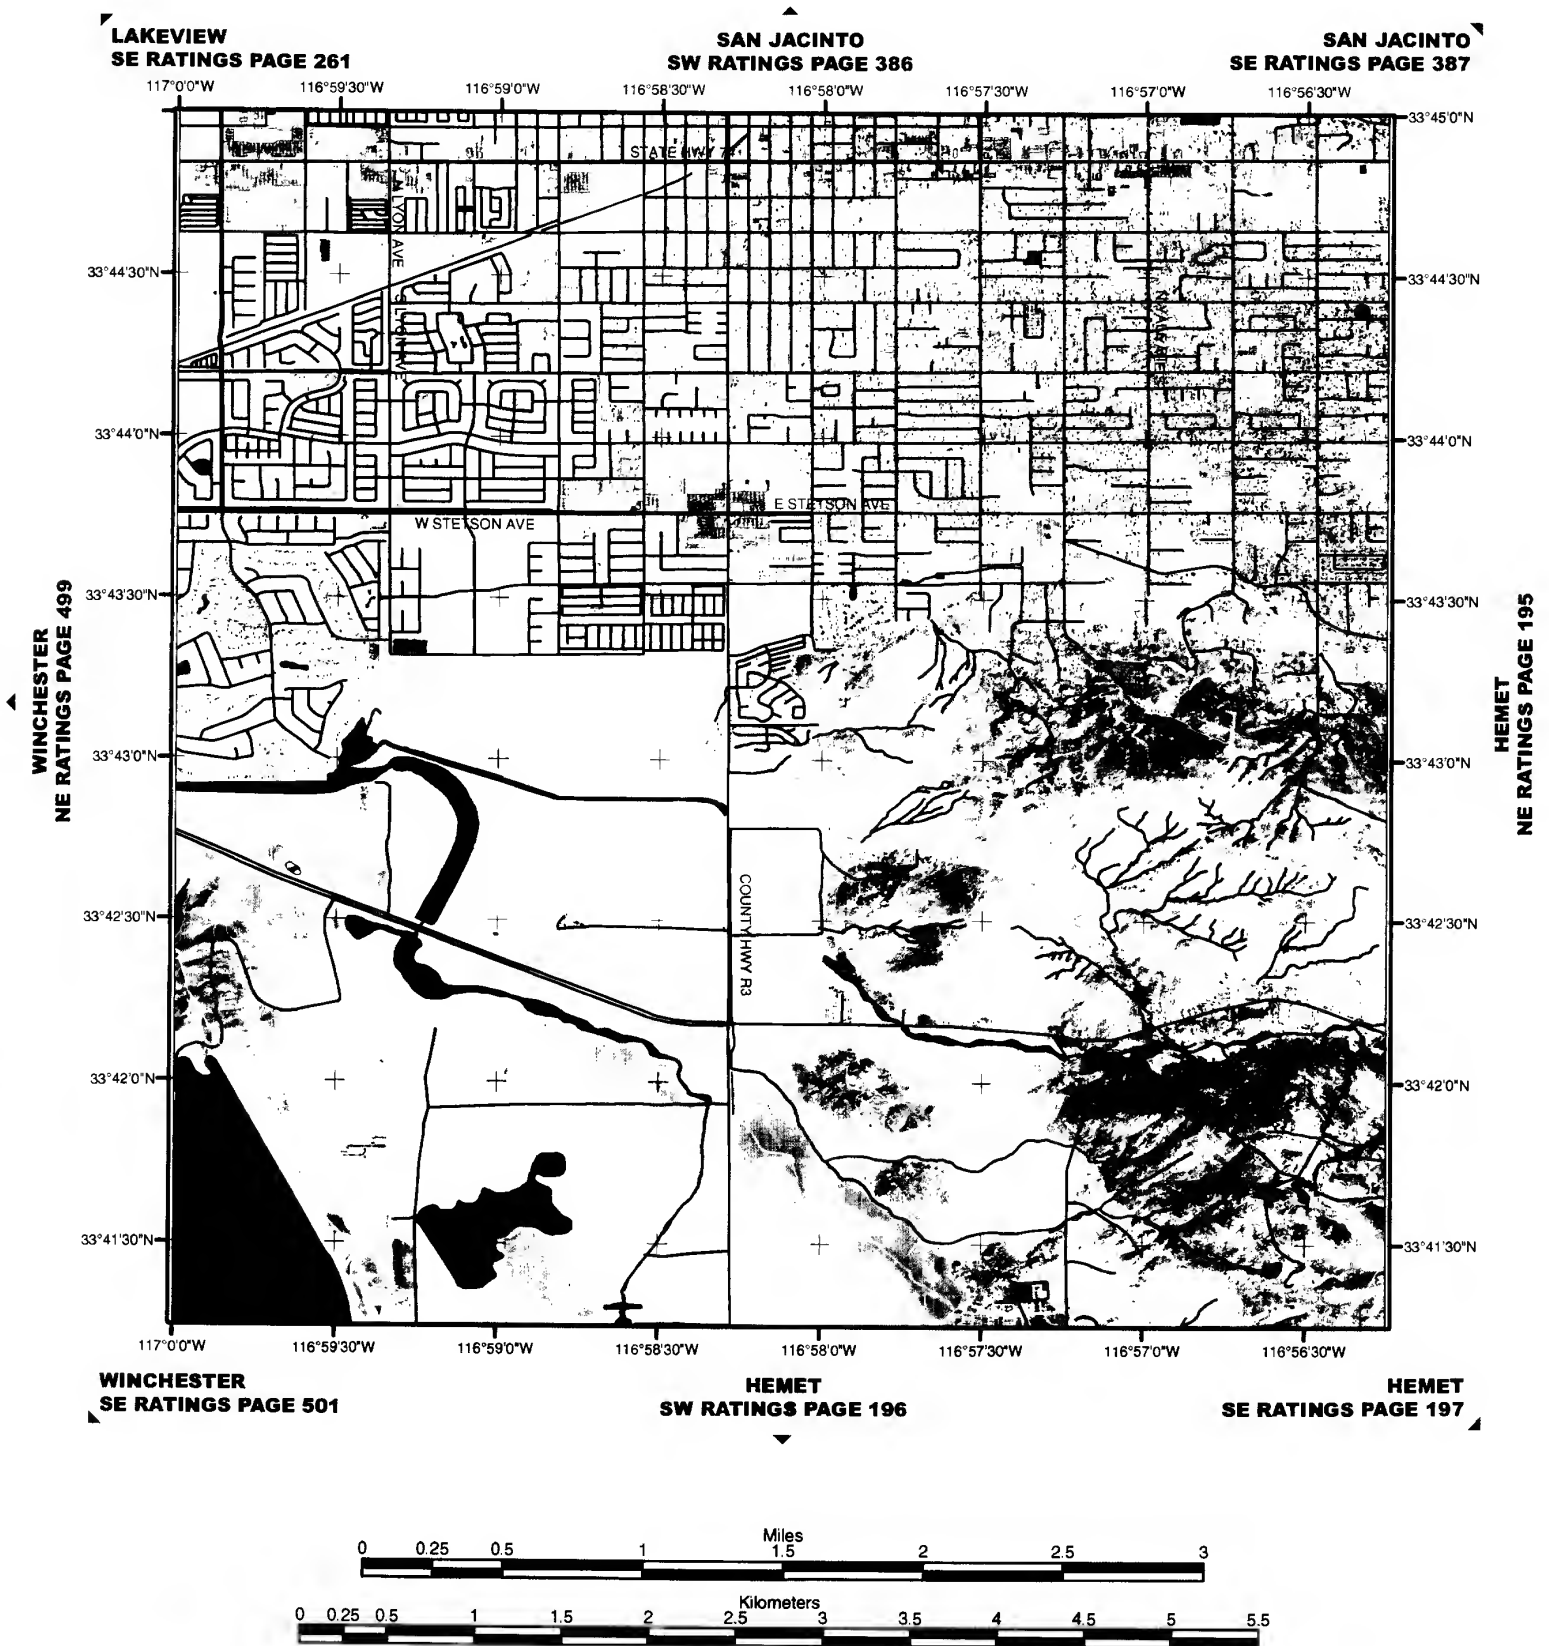 LAKEVIEW
SE RATINGS PAGE 261
SAN JACINTO
SW RATINGS PAGE 386
SAN JACINTO
SE RATINGS PAGE 387
117°0'0"W
116°59'30"W
116°59'0"W
116°58'30"W
116°58'0"W
116°57'30"W
116°57'0"W
116°56'30"W
33°45'0"N
STATE HWY 74
LYON AVE
33°44'30"N
33°44'30"N
33°44'0"N
33°44'0"N
E STETSON AVE
W STETSON AVE
33°43'30"N
33°43'30"N
WINCHESTER
NE RATINGS PAGE 499
HEMET
NE RATINGS PAGE 195
33°43'0"N
33°43'0"N
COUNTY HWY R3
33°42'30"N
33°42'30"N
33°42'0"N
33°42'0"N
33°41'30"N
33°41'30"N
117°0'0"W
116°59'30"W
116°59'0"W
116°58'30"W
116°58'0"W
116°57'30"W
116°57'0"W
116°56'30"W
WINCHESTER
SE RATINGS PAGE 501
HEMET
SW RATINGS PAGE 196
HEMET
SE RATINGS PAGE 197
Miles
0 0.25 0.5 1 1.5 2 2.5 3
Kilometers
0 0.25 0.5 1 1.5 2 2.5 3 3.5 4 4.5 5 5.5